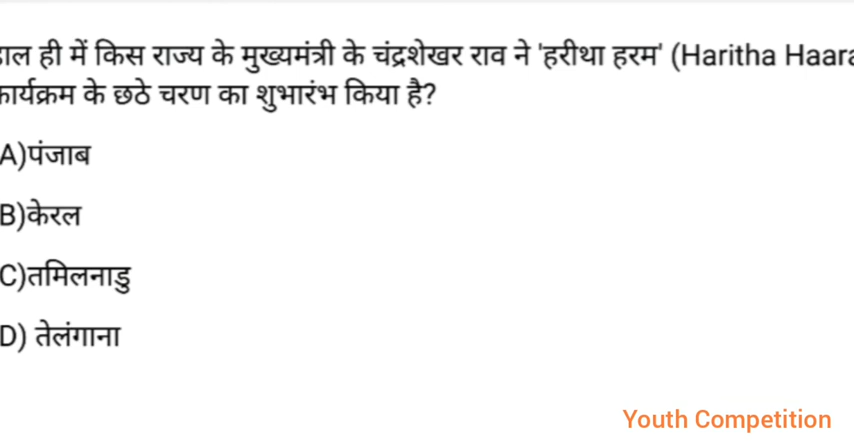 हाल ही में किस राज्य के मुख्यमंत्री के चंद्रशेखर राव ने 'हरीथा हरम' (Haritha Haara
कार्यक्रम के छठे चरण का शुभारंभ किया है?
A)पंजाब
B)केरल
C)तमिलनाडु
D) तेलंगाना
Youth Competition